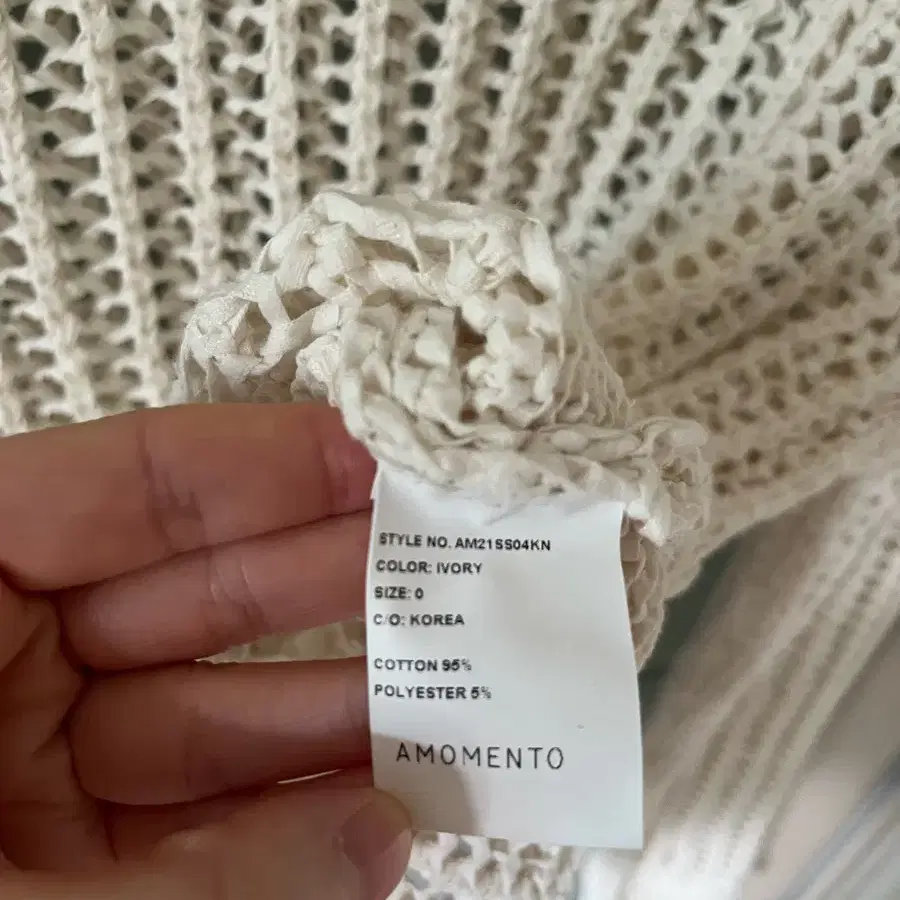 STYLE NO. AM21SS04KN
COLOR: IVORY
SIZE: 0
C/O: KOREA
COTTON 95%
POLYESTER 5%
AMOMENTO